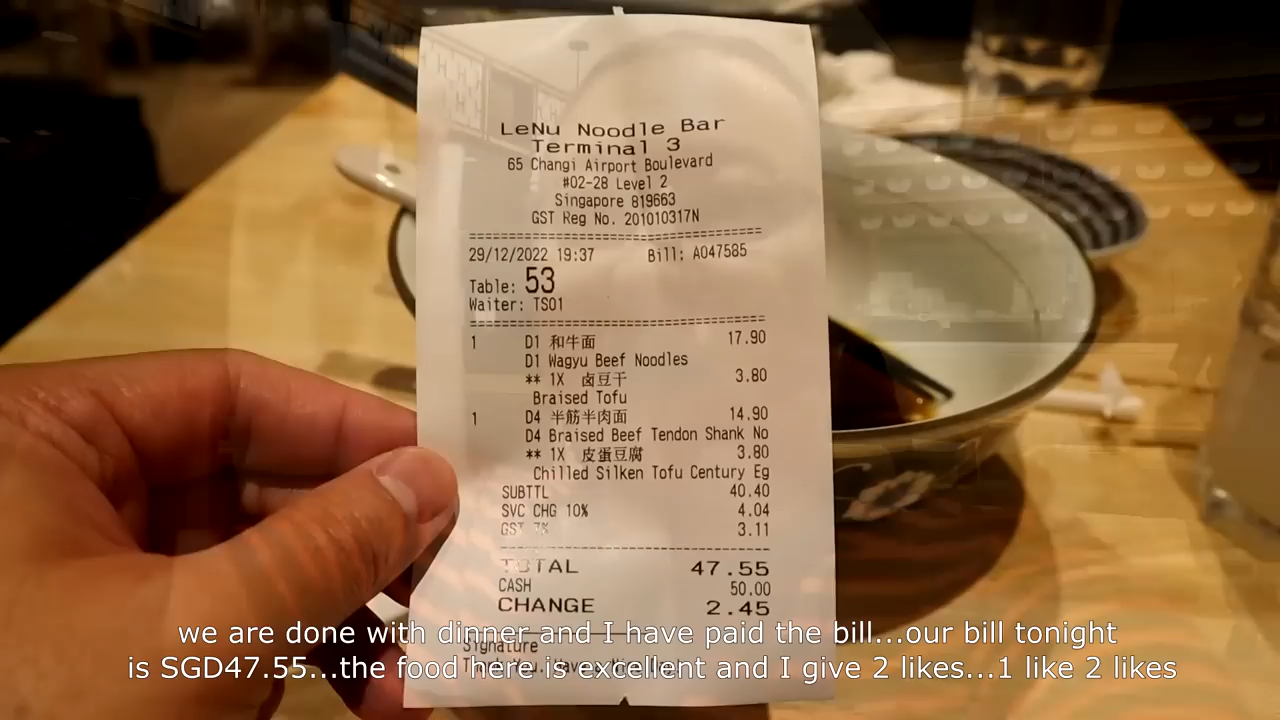 LeNu Noodle Bar
Terminal 3
65 Changi Airport Boulevard
#02-28 Level 2
Singapore 819663
GST Reg No. 201010317N
29/12/2022 19:37 Bill: A047585
Table: 53
Waiter: TS01
1 D1 和牛面 17.90
D1 Wagyu Beef Noodles
** 1X 卤豆干 3.80
Braised Tofu
1 D4 半筋半肉面 14.90
D4 Braised Beef Tendon Shank No
** 1X 皮蛋豆腐 3.80
Chilled Silken Tofu Century Eg
SUBTTL 40.40
SVC CHG 10% 4.04
GST 7% 3.11
TOTAL 47.55
CASH 50.00
CHANGE 2.45
Signature
we are done with dinner and I have paid the bill...our bill tonight
is SGD47.55...the food here is excellent and I give 2 likes...1 like 2 likes